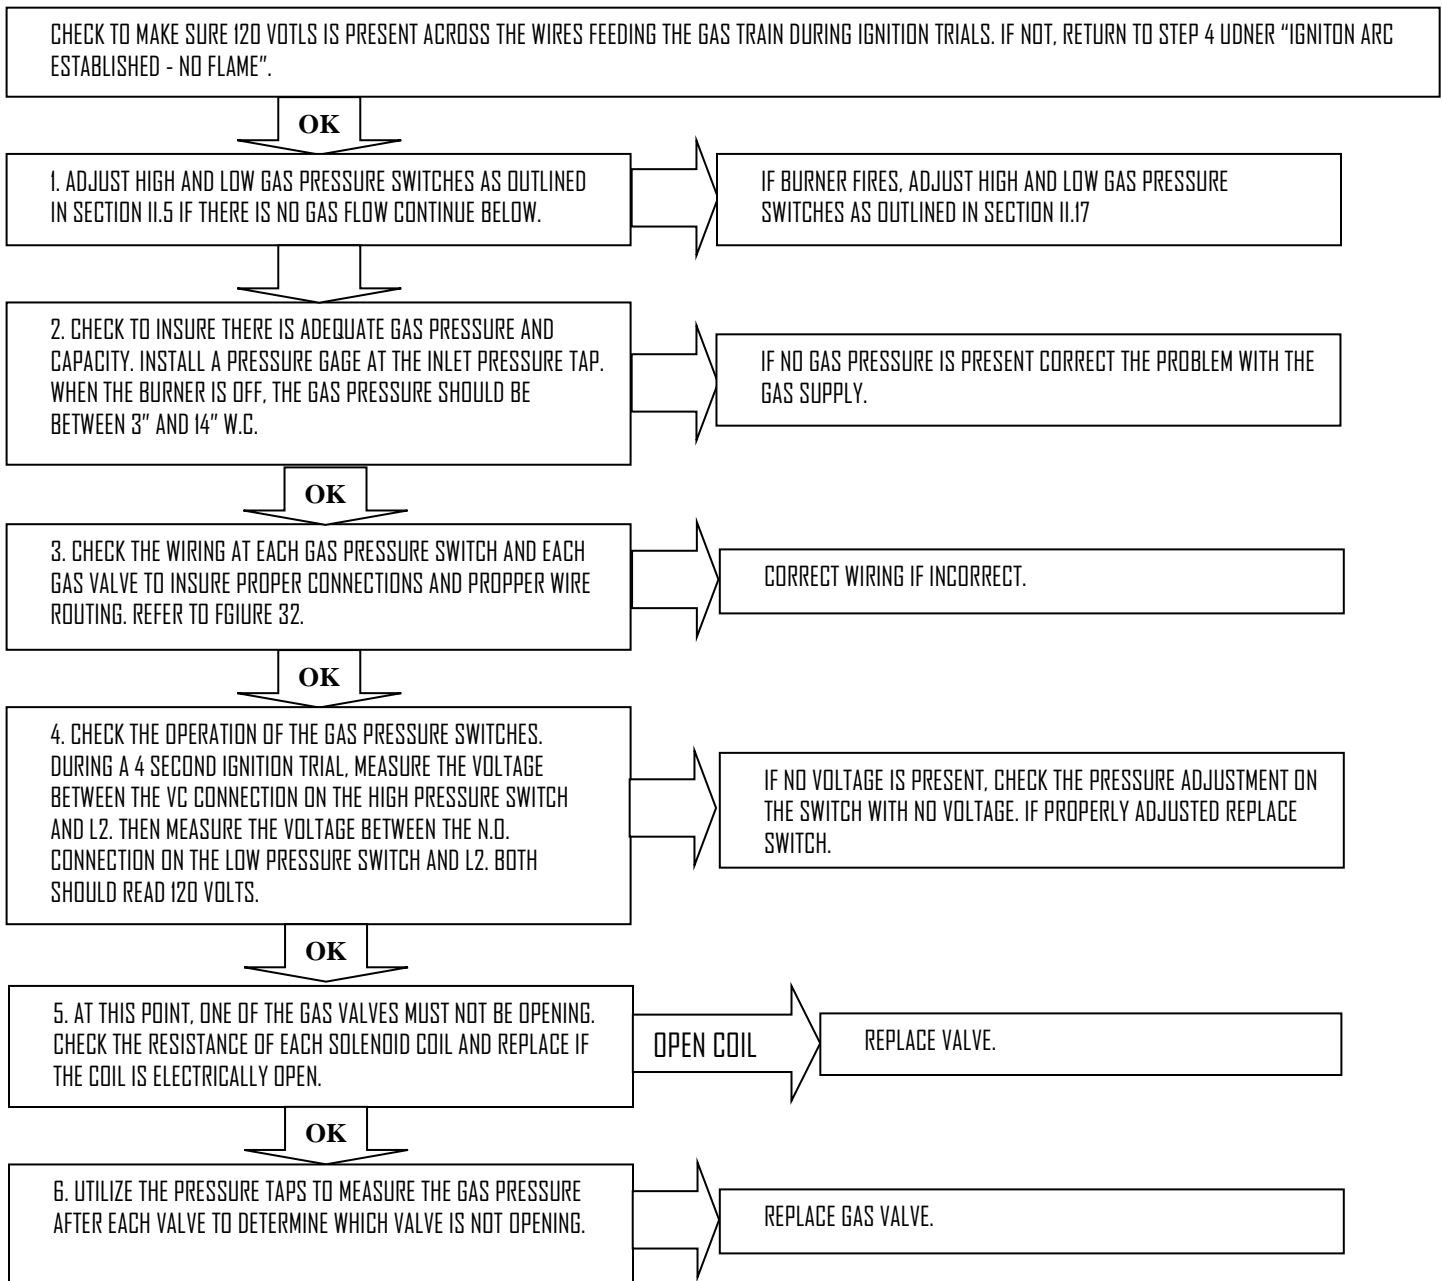 CHECK TO MAKE SURE 120 VOTLS IS PRESENT ACROSS THE WIRES FEEDING THE GAS TRAIN DURING IGNITION TRIALS. IF NOT, RETURN TO STEP 4 UDNER “IGNITON ARC
ESTABLISHED - NO FLAME”.
OK
1. ADJUST HIGH AND LOW GAS PRESSURE SWITCHES AS OUTLINED
IN SECTION II.5 IF THERE IS NO GAS FLOW CONTINUE BELOW.
IF BURNER FIRES, ADJUST HIGH AND LOW GAS PRESSURE
SWITCHES AS OUTLINED IN SECTION II.17
2. CHECK TO INSURE THERE IS ADEQUATE GAS PRESSURE AND
CAPACITY. INSTALL A PRESSURE GAGE AT THE INLET PRESSURE TAP.
WHEN THE BURNER IS OFF, THE GAS PRESSURE SHOULD BE
BETWEEN 3” AND 14” W.C.
IF NO GAS PRESSURE IS PRESENT CORRECT THE PROBLEM WITH THE
GAS SUPPLY.
OK
3. CHECK THE WIRING AT EACH GAS PRESSURE SWITCH AND EACH
GAS VALVE TO INSURE PROPER CONNECTIONS AND PROPPER WIRE
ROUTING. REFER TO FGIURE 32.
CORRECT WIRING IF INCORRECT.
OK
4. CHECK THE OPERATION OF THE GAS PRESSURE SWITCHES.
DURING A 4 SECOND IGNITION TRIAL, MEASURE THE VOLTAGE
BETWEEN THE VC CONNECTION ON THE HIGH PRESSURE SWITCH
AND L2. THEN MEASURE THE VOLTAGE BETWEEN THE N.O.
CONNECTION ON THE LOW PRESSURE SWITCH AND L2. BOTH
SHOULD READ 120 VOLTS.
IF NO VOLTAGE IS PRESENT, CHECK THE PRESSURE ADJUSTMENT ON
THE SWITCH WITH NO VOLTAGE. IF PROPERLY ADJUSTED REPLACE
SWITCH.
OK
5. AT THIS POINT, ONE OF THE GAS VALVES MUST NOT BE OPENING.
CHECK THE RESISTANCE OF EACH SOLENOID COIL AND REPLACE IF
THE COIL IS ELECTRICALLY OPEN.
OPEN COIL
REPLACE VALVE.
OK
6. UTILIZE THE PRESSURE TAPS TO MEASURE THE GAS PRESSURE
AFTER EACH VALVE TO DETERMINE WHICH VALVE IS NOT OPENING.
REPLACE GAS VALVE.